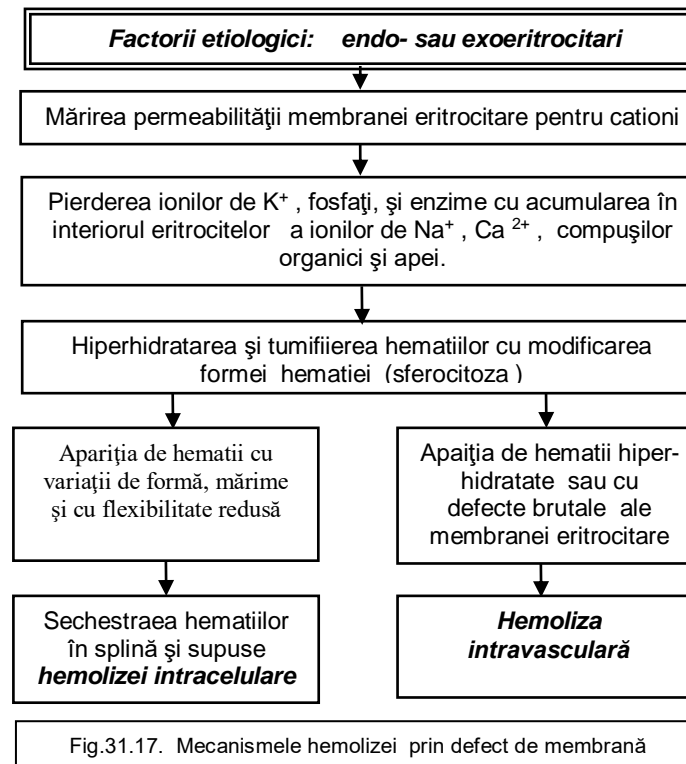 Factorii etiologici: endo- sau exoeritrocitari
Mărirea permeabilităţii membranei eritrocitare pentru cationi
Pierderea ionilor de K⁺ , fosfaţi, şi enzime cu acumularea în
interiorul eritrocitelor a ionilor de Na⁺ , Ca ²⁺ , compuşilor
organici şi apei.
Hiperhidratarea şi tumifiierea hematiilor cu modificarea
formei hematiei (sferocitoza )
Apariţia de hematii cu
variaţii de formă, mărime
şi cu flexibilitate redusă
Apaiţia de hematii hiper-
hidratate sau cu
defecte brutale ale
membranei eritrocitare
Sechestraea hematiilor
în splină şi supuse
hemolizei intracelulare
Hemoliza
intravasculară
Fig.31.17. Mecanismele hemolizei prin defect de membrană